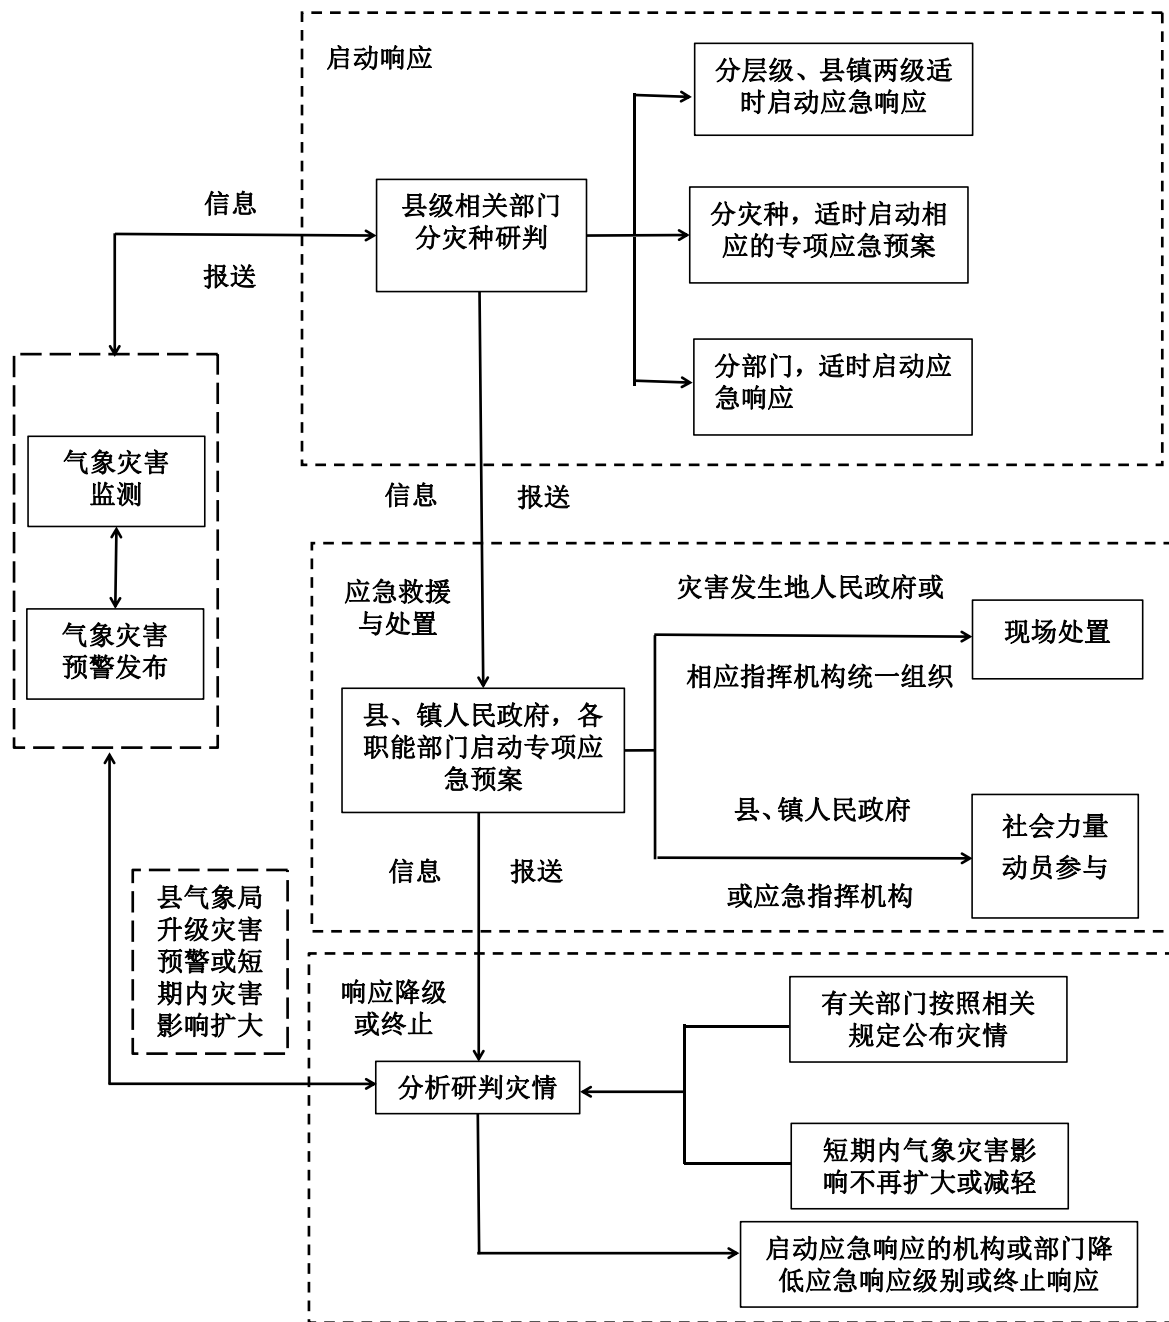 启动响应
分层级、县镇两级适
时启动应急响应
信息
报送
县级相关部门
分灾种研判
分灾种，适时启动相
应的专项应急预案
分部门，适时启动应
急响应
气象灾害
监测
气象灾害
预警发布
信息
报送
应急救援
与处置
灾害发生地人民政府或
相应指挥机构统一组织
现场处置
县、镇人民政府，各
职能部门启动专项应
急预案
县、镇人民政府
或应急指挥机构
社会力量
动员参与
信息
报送
县气象局
升级灾害
预警或短
期内灾害
影响扩大
响应降级
或终止
有关部门按照相关
规定公布灾情
分析研判灾情
短期内气象灾害影
响不再扩大或减轻
启动应急响应的机构或部门降
低应急响应级别或终止响应